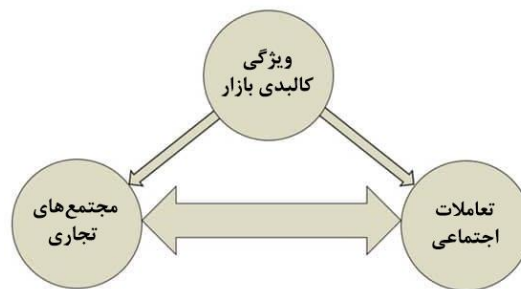 ویژگی
کالبدی بازار
مجتمع‌های
تجاری
تعاملات
اجتماعی